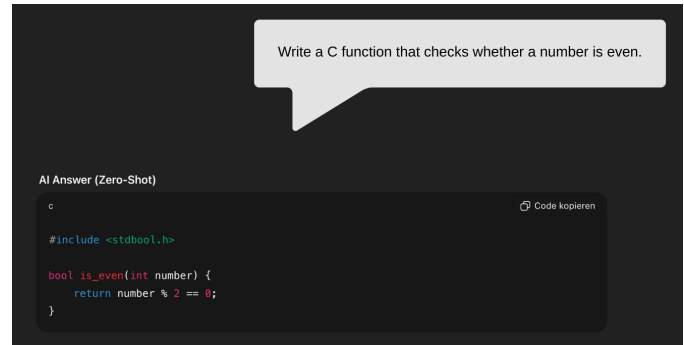 Write a C function that checks whether a number is even.
AI Answer (Zero-Shot)
c
Code kopieren
#include <stdbool.h>
bool is_even(int number) {
    return number % 2 == 0;
}